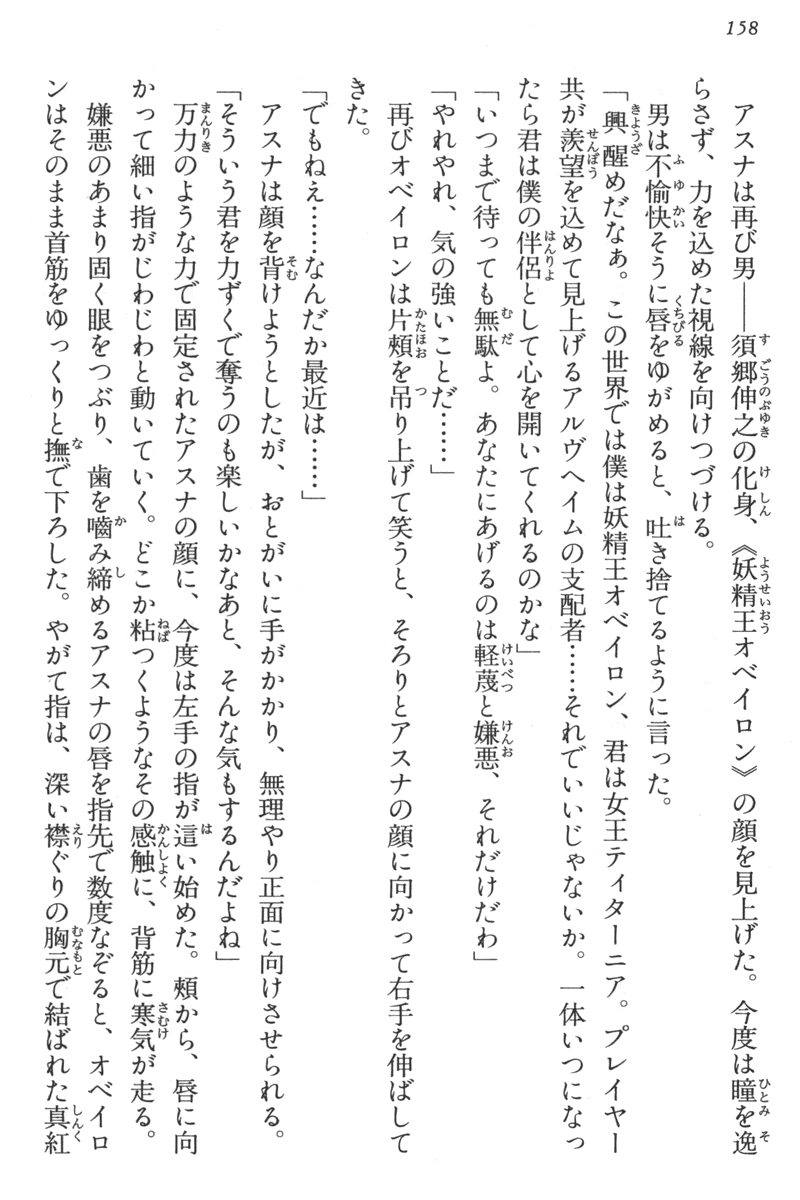 158
アスナは再び男――須郷伸之の化身、《妖精王オベイロン》の顔を見上げた。今度は瞳を逸
らさず、力を込めた視線を向けつづける。
男は不愉快そうに唇をゆがめると、吐き捨てるように言った。
「興醒めだなぁ。この世界では僕は妖精王オベイロン、君は女王ティターニア。プレイヤー
共が羨望を込めて見上げるアルヴヘイムの支配者……それでいいじゃないか。一体いつになっ
たら君は僕の伴侶として心を開いてくれるのかな」
「いつまで待っても無駄よ。あなたにあげるのは軽蔑と嫌悪、それだけだわ」
「やれやれ、気の強いことだ……」
再びオベイロンは片頰を吊り上げて笑うと、そろりとアスナの顔に向かって右手を伸ばして
きた。
「でもねえ……なんだか最近は……」
アスナは顔を背けようとしたが、おとがいに手がかかり、無理やり正面に向けさせられる。
「そういう君を力ずくで奪うのも楽しいかなあと、そんな気もするんだよね」
万力のような力で固定されたアスナの顔に、今度は左手の指が這い始めた。頰から、唇に向
かって細い指がじわじわと動いていく。どこか粘つくようなその感触に、背筋に寒気が走る。
嫌悪のあまり固く眼をつぶり、歯を嚙み締めるアスナの唇を指先で数度なぞると、オベイロ
ンはそのまま首筋をゆっくりと撫で下ろした。やがて指は、深い襟ぐりの胸元で結ばれた真紅